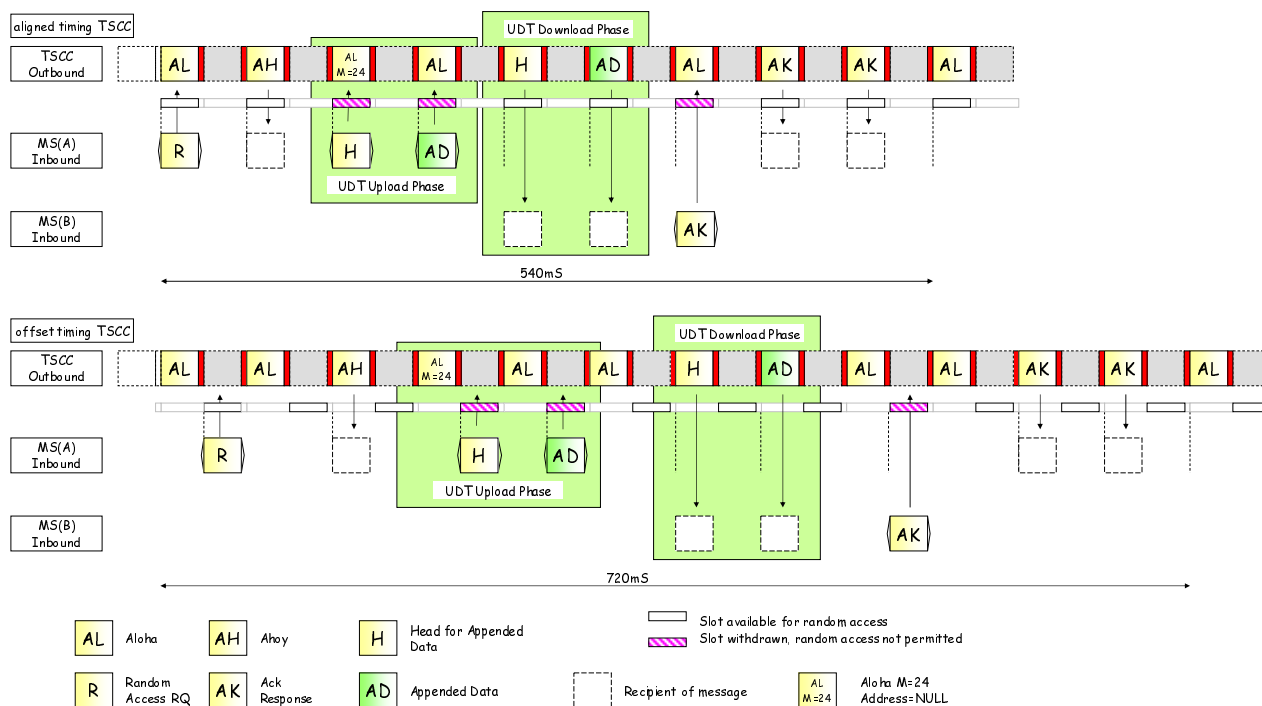 aligned timing TSCC
UDT Download Phase
TSCC
Outbound
AL
AH
AL
M=24
AL
H
AD
AL
AK
AK
AL
MS(A)
Inbound
R
H
AD
UDT Upload Phase
MS(B)
Inbound
AK
540mS
offset timing TSCC
UDT Download Phase
TSCC
Outbound
AL
AL
AH
AL
M=24
AL
AL
H
AD
AL
AL
AK
AK
AL
MS(A)
Inbound
R
H
AD
UDT Upload Phase
MS(B)
Inbound
AK
720mS
AL
Aloha
AH
Ahoy
H
Head for Appended
Data
Slot available for random access
Slot withdrawn, random access not permitted
R
Random
Access RQ
AK
Ack
Response
AD
Appended Data
Recipient of message
AL
M=24
Aloha M=24
Address=NULL